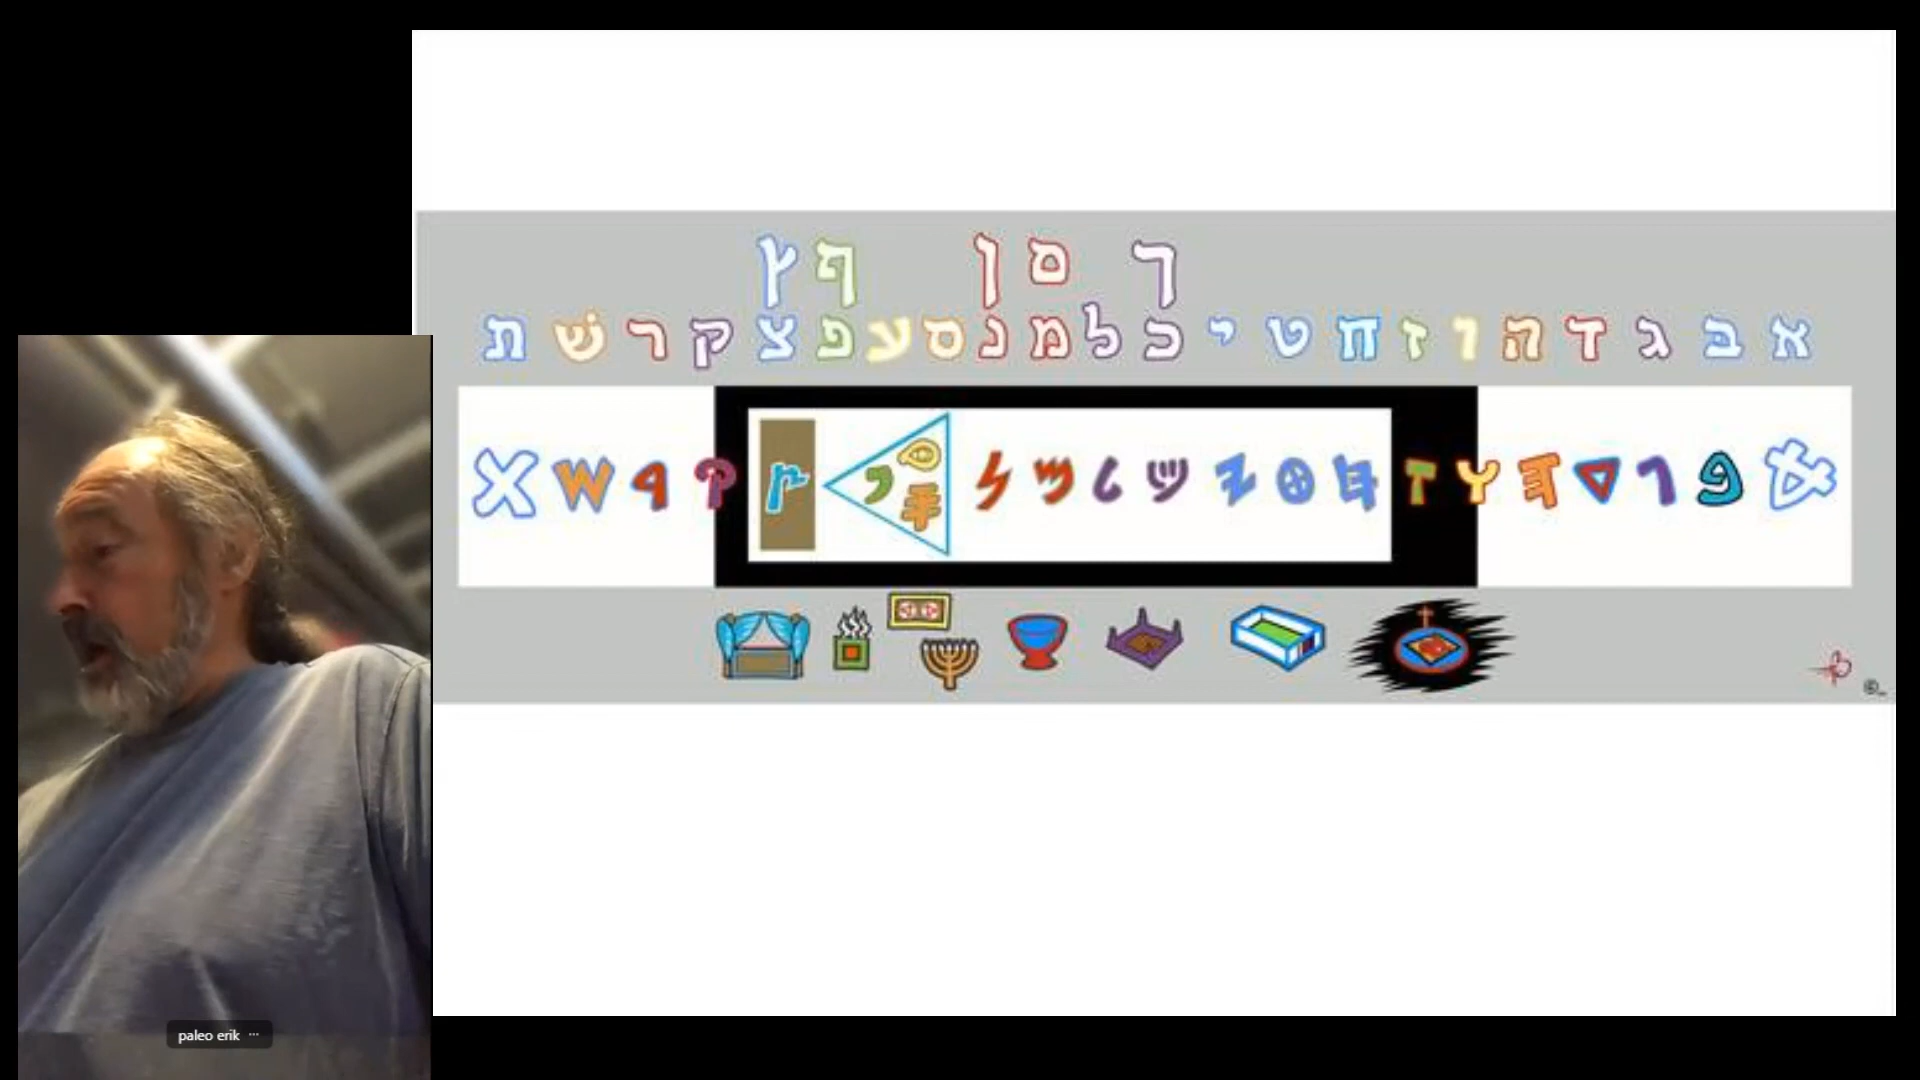 ך ם ן ף ץ
א ב ג ד ה ו ז ח ט י כ ל מ נ ס ע פ צ ק ר שׁ ת
𐤀 𐤁 𐤂 𐤃 𐤄 𐤅 𐤆 𐤇 𐤈 𐤉 𐤊 𐤋 𐤌 𐤍 𐤎 𐤏 𐤐 𐤑 𐤒 𐤓 𐤔 𐤕
©
paleo erik ...